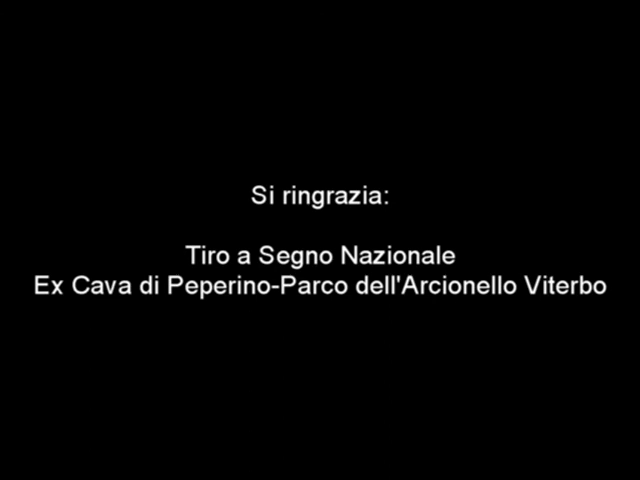 Si ringrazia:
Tiro a Segno Nazionale
Ex Cava di Peperino-Parco dell'Arcionello Viterbo